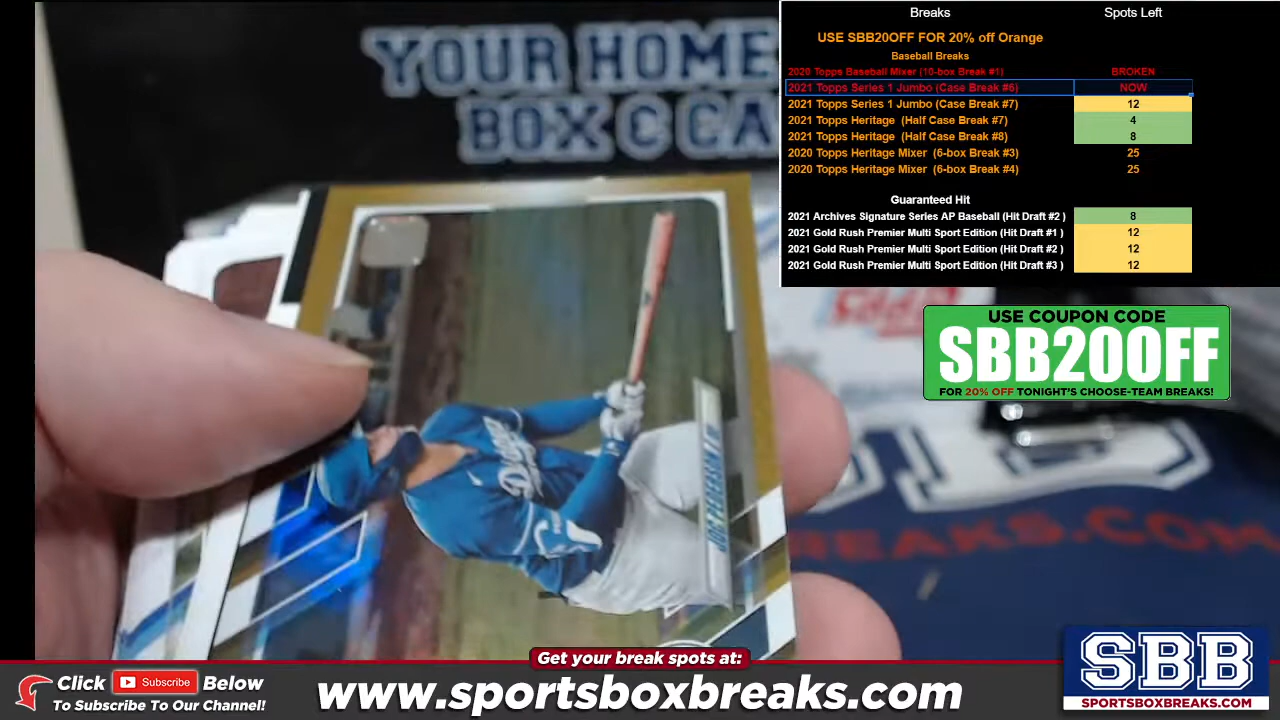 YOUR HOME
BOX & CA
Breaks Spots Left
USE SBB20OFF FOR 20% off Orange
Baseball Breaks
2020 Topps Baseball Mixer (10-box Break #1) BROKEN
2021 Topps Series 1 Jumbo (Case Break #6) NOW
2021 Topps Series 1 Jumbo (Case Break #7) 12
2021 Topps Heritage (Half Case Break #7) 4
2021 Topps Heritage (Half Case Break #8) 8
2020 Topps Heritage Mixer (6-box Break #3) 25
2020 Topps Heritage Mixer (6-box Break #4) 25
Guaranteed Hit
2021 Archives Signature Series AP Baseball (Hit Draft #2 ) 8
2021 Gold Rush Premier Multi Sport Edition (Hit Draft #1 ) 12
2021 Gold Rush Premier Multi Sport Edition (Hit Draft #2 ) 12
2021 Gold Rush Premier Multi Sport Edition (Hit Draft #3 ) 12
USE COUPON CODE
SBB20OFF
FOR 20% OFF TONIGHT'S CHOOSE-TEAM BREAKS!
Dodgers
JOC PEDERSON
REAKS.COM
Get your break spots at:
Click Subscribe Below
To Subscribe To Our Channel!
www.sportsboxbreaks.com
SBB
SPORTSBOXBREAKS.COM